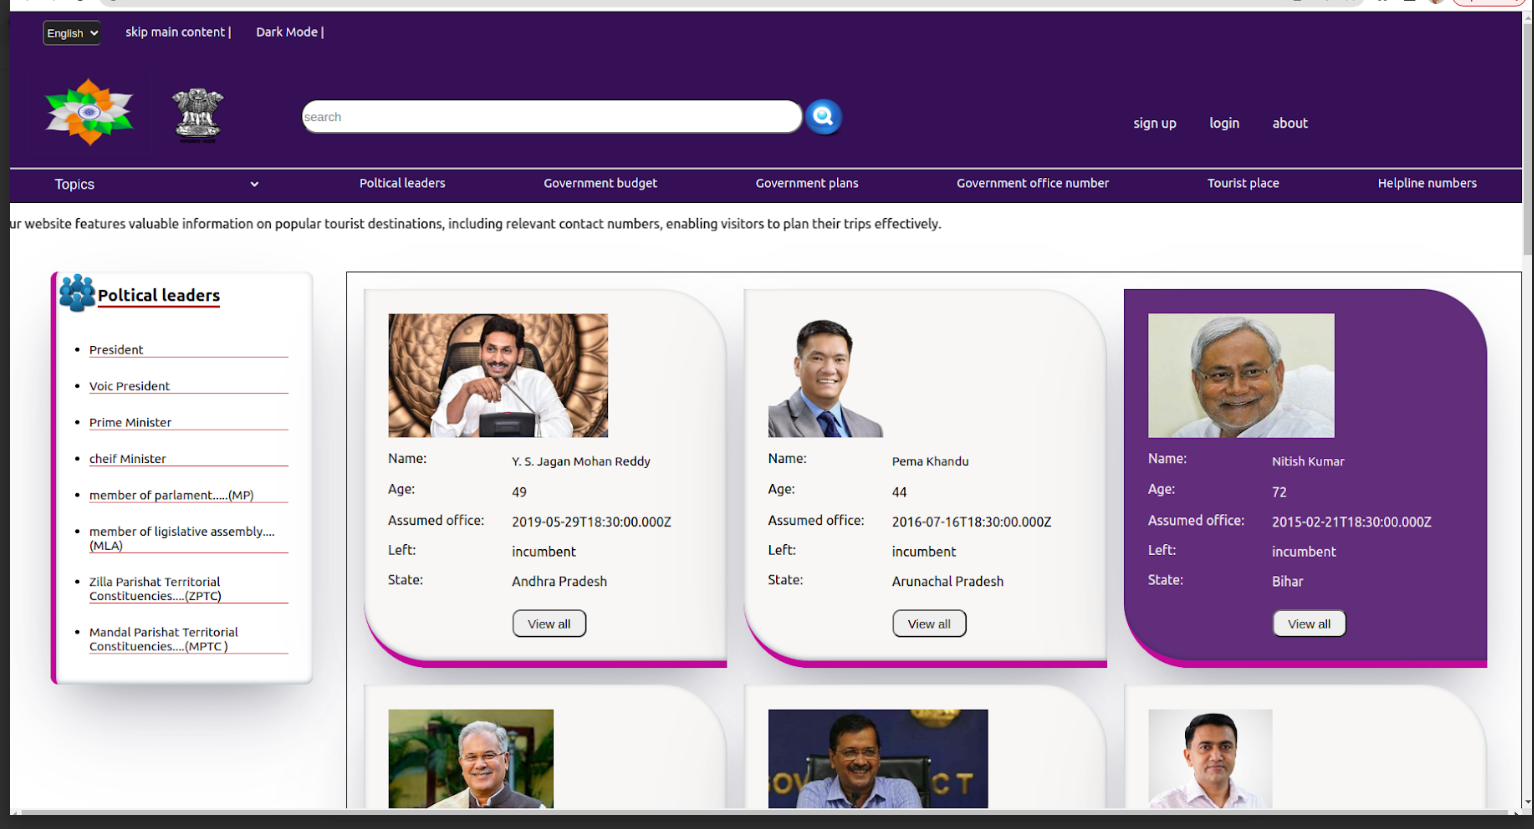 English
skip main content |
Dark Mode |
search
sign up
login
about
Topics
Poltical leaders
Government budget
Government plans
Government office number
Tourist place
Helpline numbers
ur website features valuable information on popular tourist destinations, including relevant contact numbers, enabling visitors to plan their trips effectively.
Poltical leaders
President
Voic President
Prime Minister
cheif Minister
member of parlament.....(MP)
member of ligislative assembly....
(MLA)
Zilla Parishat Territorial
Constituencies....(ZPTC)
Mandal Parishat Territorial
Constituencies....(MPTC )
Name: Y. S. Jagan Mohan Reddy
Age: 49
Assumed office: 2019-05-29T18:30:00.000Z
Left: incumbent
State: Andhra Pradesh
View all
Name: Pema Khandu
Age: 44
Assumed office: 2016-07-16T18:30:00.000Z
Left: incumbent
State: Arunachal Pradesh
View all
Name: Nitish Kumar
Age: 72
Assumed office: 2015-02-21T18:30:00.000Z
Left: incumbent
State: Bihar
View all